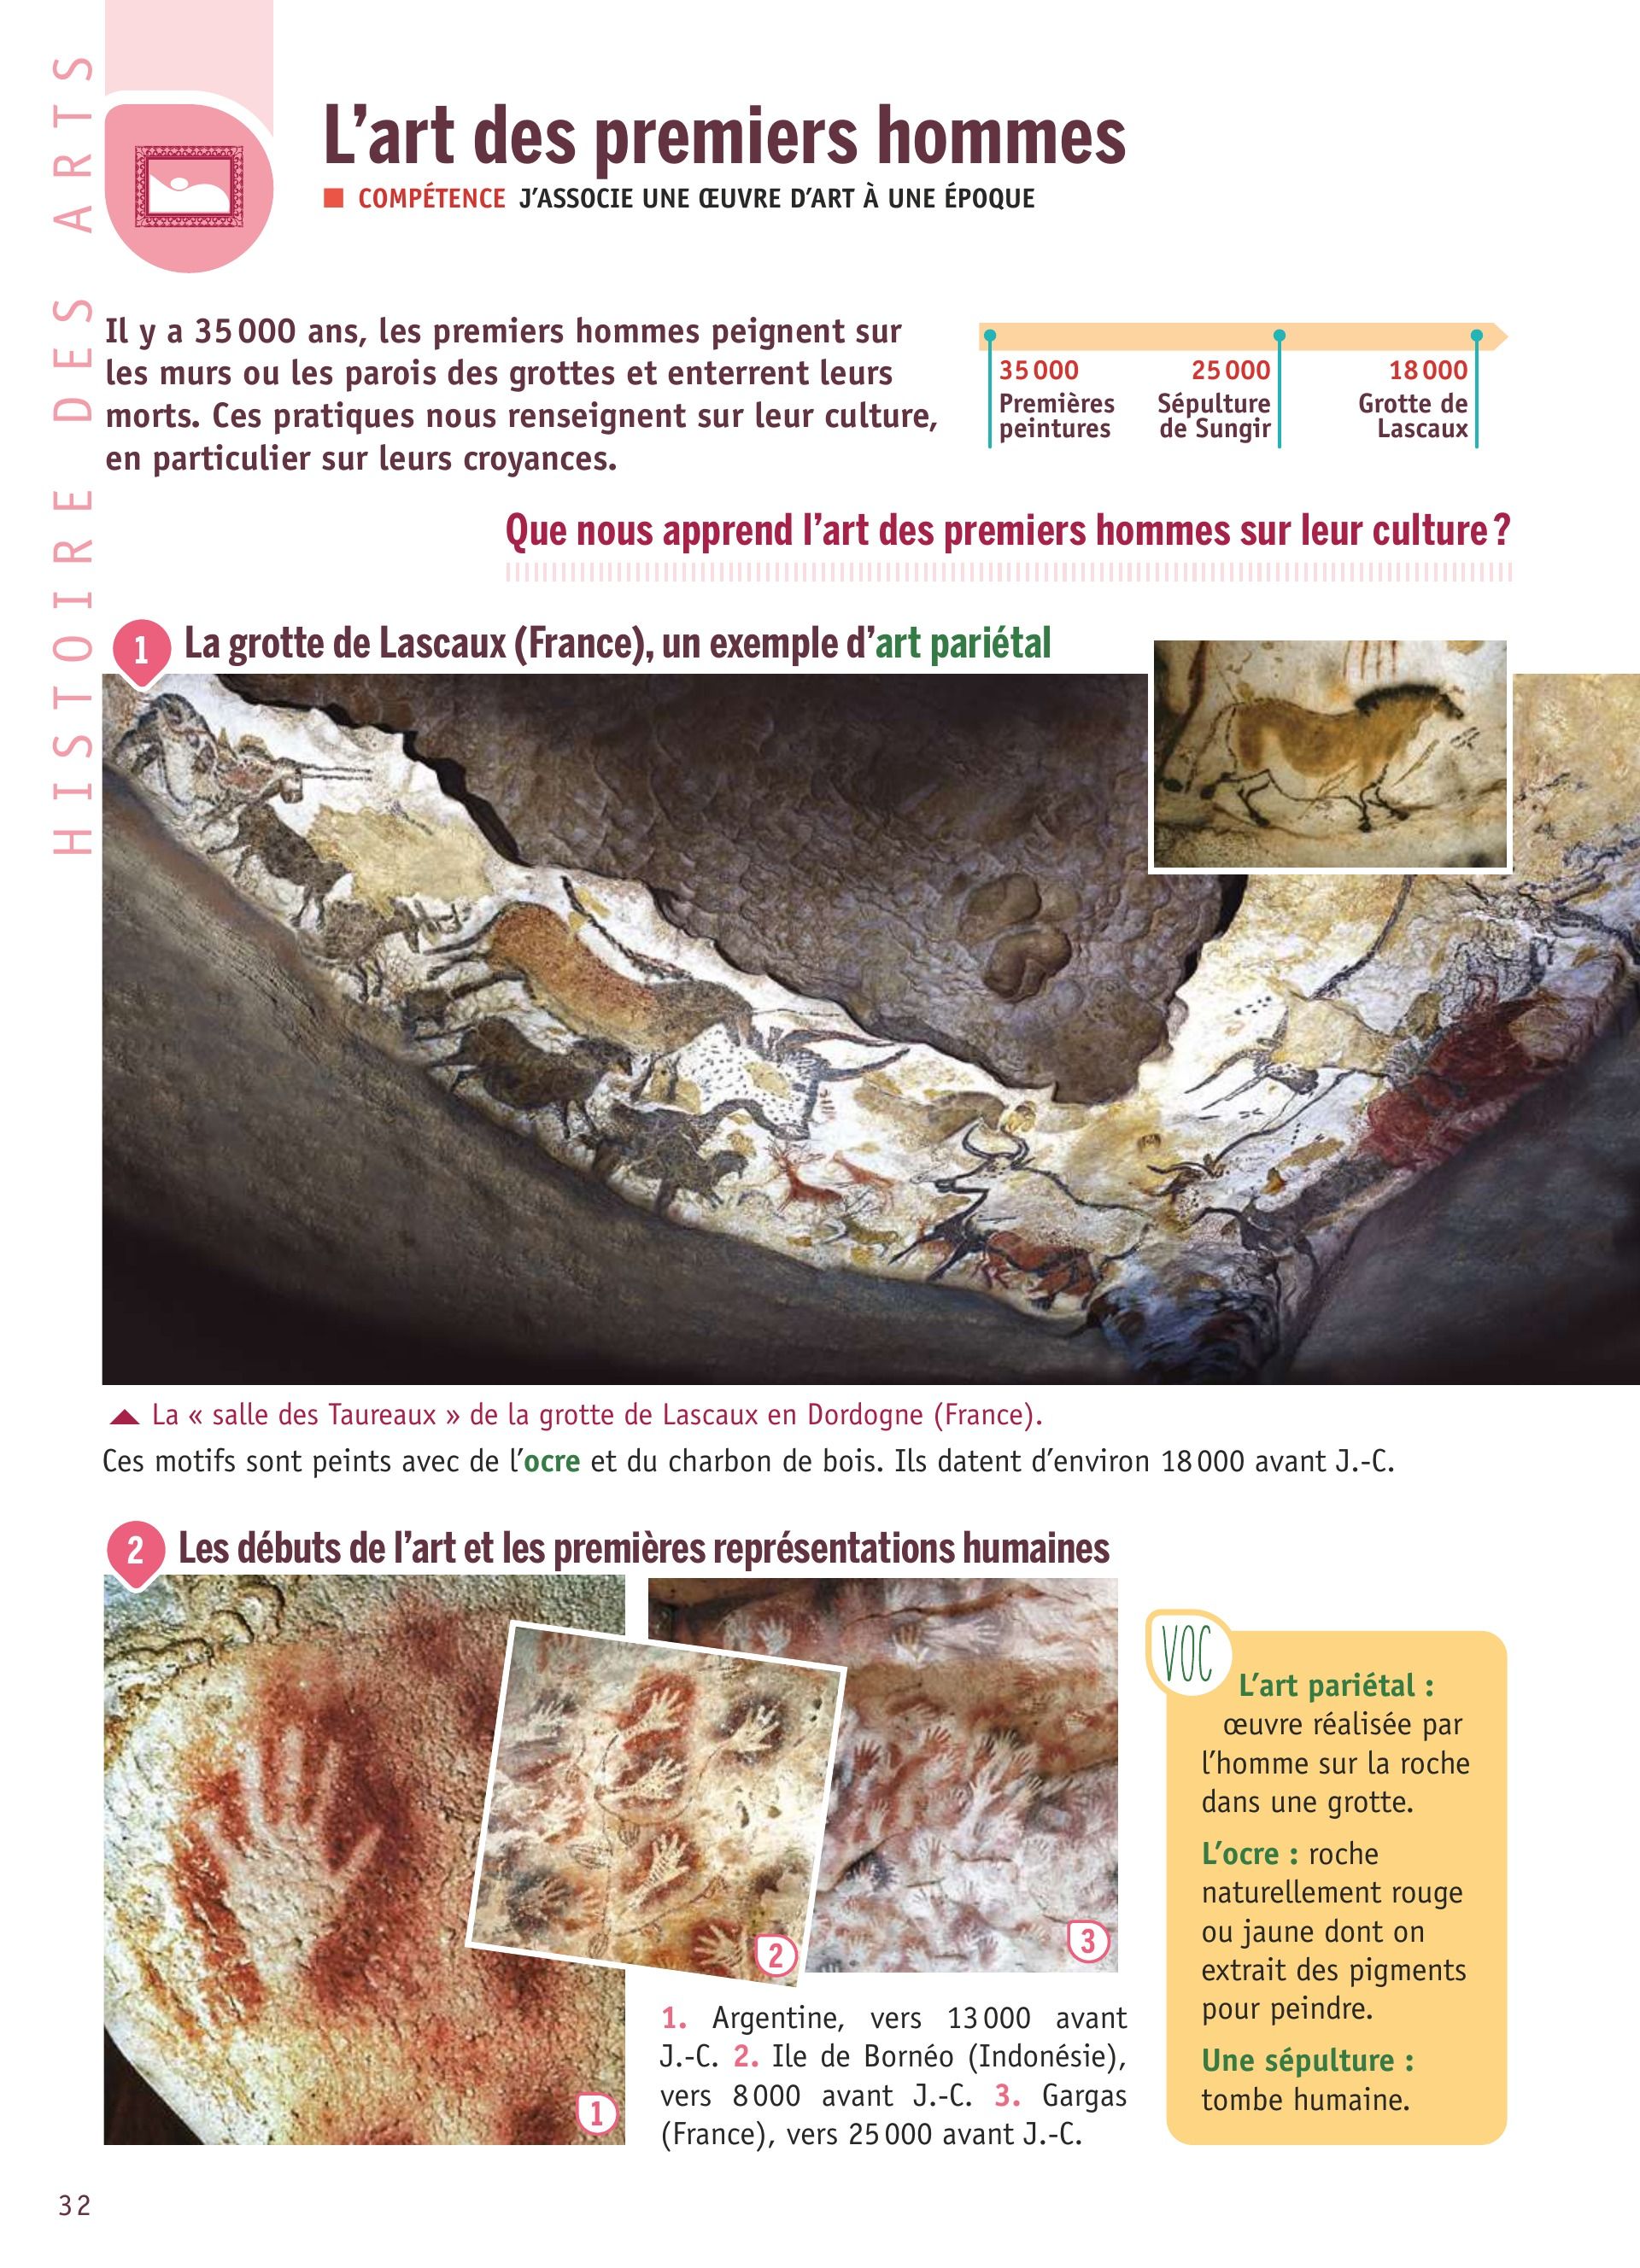 HISTOIRE DES ARTS
L’art des premiers hommes
COMPÉTENCE J’ASSOCIE UNE ŒUVRE D’ART À UNE ÉPOQUE
Il y a 35 000 ans, les premiers hommes peignent sur
les murs ou les parois des grottes et enterrent leurs
morts. Ces pratiques nous renseignent sur leur culture,
en particulier sur leurs croyances.
35 000
Premières
peintures
25 000
Sépulture
de Sungir
18 000
Grotte de
Lascaux
Que nous apprend l’art des premiers hommes sur leur culture ?
1 La grotte de Lascaux (France), un exemple d’art pariétal
La « salle des Taureaux » de la grotte de Lascaux en Dordogne (France).
Ces motifs sont peints avec de l’ocre et du charbon de bois. Ils datent d’environ 18 000 avant J.-C.
2 Les débuts de l’art et les premières représentations humaines
1
2
3
1. Argentine, vers 13 000 avant
J.-C. 2. Ile de Bornéo (Indonésie),
vers 8 000 avant J.-C. 3. Gargas
(France), vers 25 000 avant J.-C.
VOC
L’art pariétal :
œuvre réalisée par
l’homme sur la roche
dans une grotte.
L’ocre : roche
naturellement rouge
ou jaune dont on
extrait des pigments
pour peindre.
Une sépulture :
tombe humaine.
32